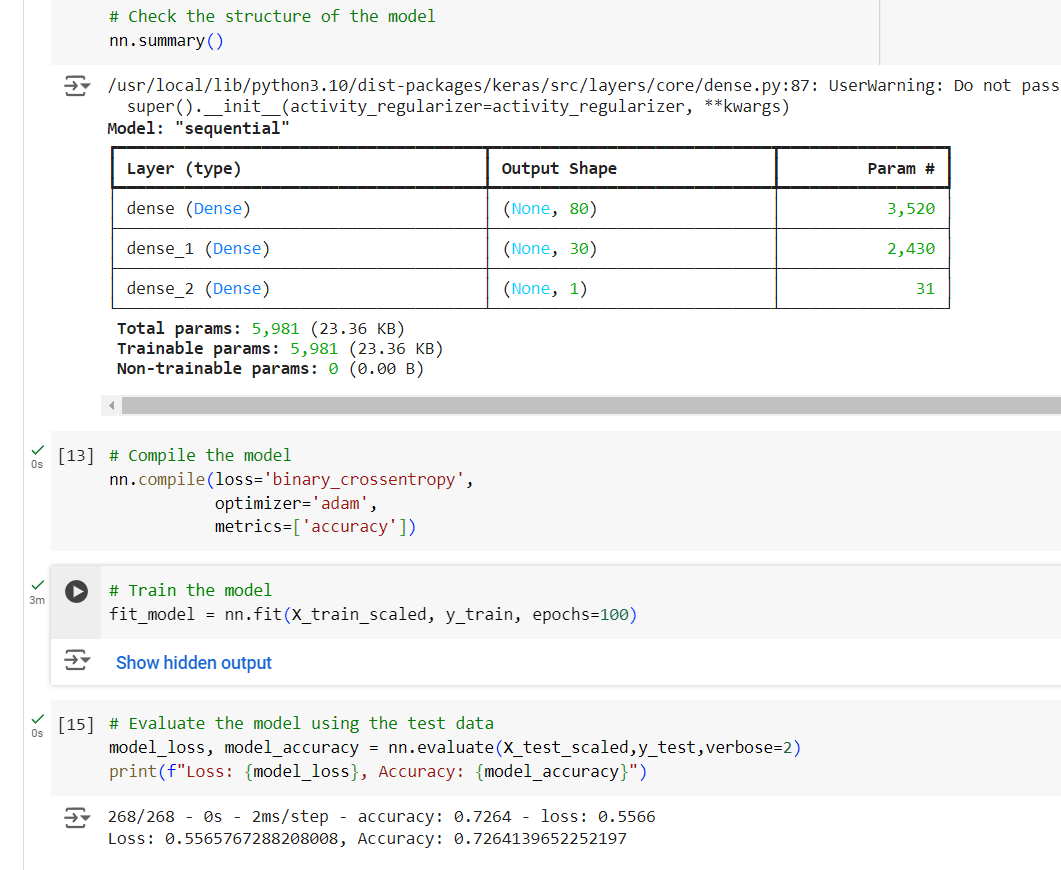 # Check the structure of the model
nn.summary()
/usr/local/lib/python3.10/dist-packages/keras/src/layers/core/dense.py:87: UserWarning: Do not pass
super().__init__(activity_regularizer=activity_regularizer, **kwargs)
Model: "sequential"
Layer (type) Output Shape Param #
dense (Dense) (None, 80) 3,520
dense_1 (Dense) (None, 30) 2,430
dense_2 (Dense) (None, 1) 31
Total params: 5,981 (23.36 KB)
Trainable params: 5,981 (23.36 KB)
Non-trainable params: 0 (0.00 B)
0s [13] # Compile the model
nn.compile(loss='binary_crossentropy',
optimizer='adam',
metrics=['accuracy'])
3m # Train the model
fit_model = nn.fit(X_train_scaled, y_train, epochs=100)
Show hidden output
0s [15] # Evaluate the model using the test data
model_loss, model_accuracy = nn.evaluate(X_test_scaled,y_test,verbose=2)
print(f"Loss: {model_loss}, Accuracy: {model_accuracy}")
268/268 - 0s - 2ms/step - accuracy: 0.7264 - loss: 0.5566
Loss: 0.5565767288208008, Accuracy: 0.7264139652252197